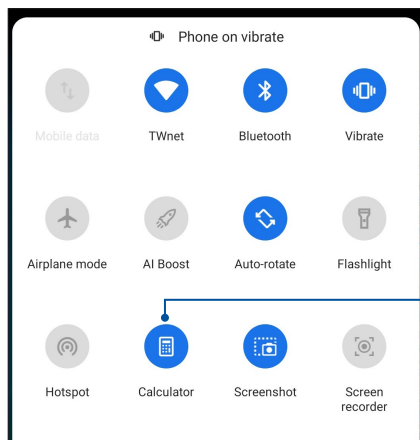 Phone on vibrate
Mobile data TWnet Bluetooth Vibrate
Airplane mode AI Boost Auto-rotate Flashlight
Hotspot Calculator Screenshot Screen
recorder